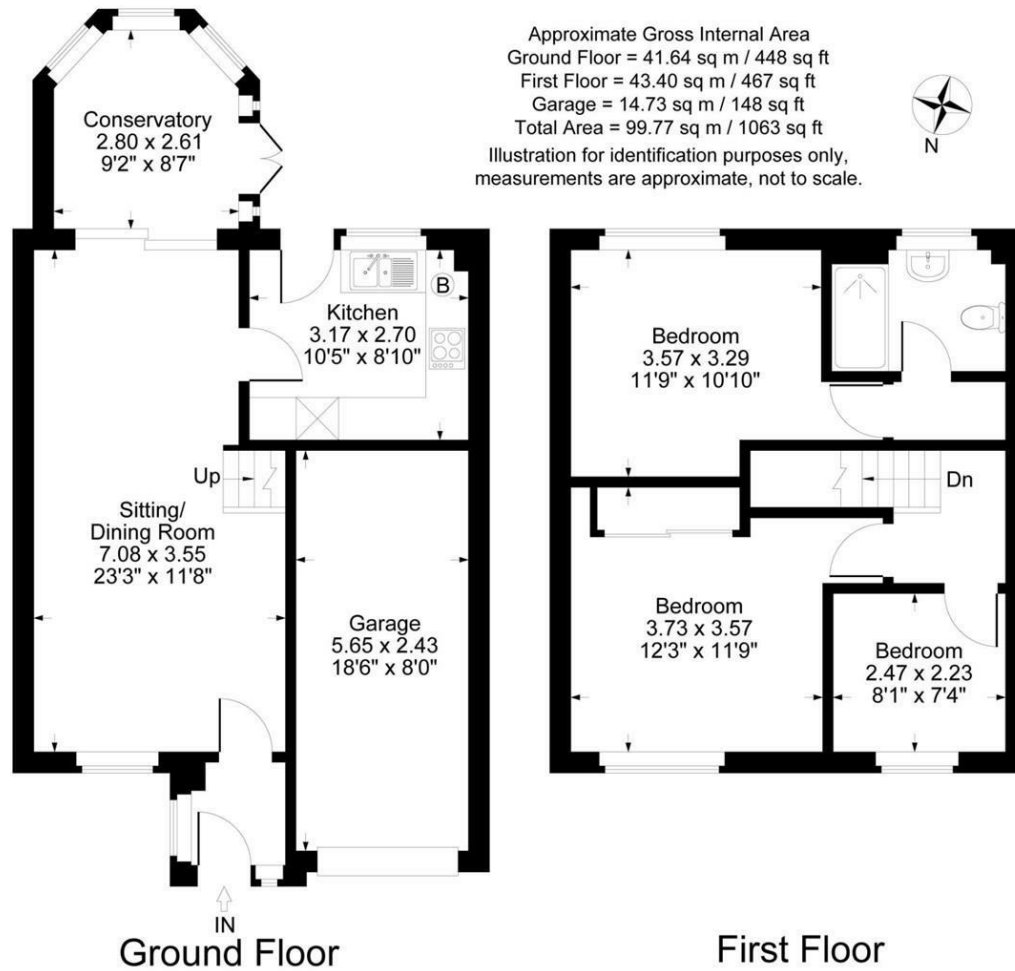 Approximate Gross Internal Area
Ground Floor = 41.64 sq m / 448 sq ft
First Floor = 43.40 sq m / 467 sq ft
Garage = 14.73 sq m / 148 sq ft
Total Area = 99.77 sq m / 1063 sq ft
Illustration for identification purposes only,
measurements are approximate, not to scale.
N
Conservatory
2.80 x 2.61
9'2" x 8'7"
Kitchen
3.17 x 2.70
10'5" x 8'10"
B
Up
Sitting/
Dining Room
7.08 x 3.55
23'3" x 11'8"
Garage
5.65 x 2.43
18'6" x 8'0"
IN
Ground Floor
Bedroom
3.57 x 3.29
11'9" x 10'10"
Dn
Bedroom
3.73 x 3.57
12'3" x 11'9"
Bedroom
2.47 x 2.23
8'1" x 7'4"
First Floor